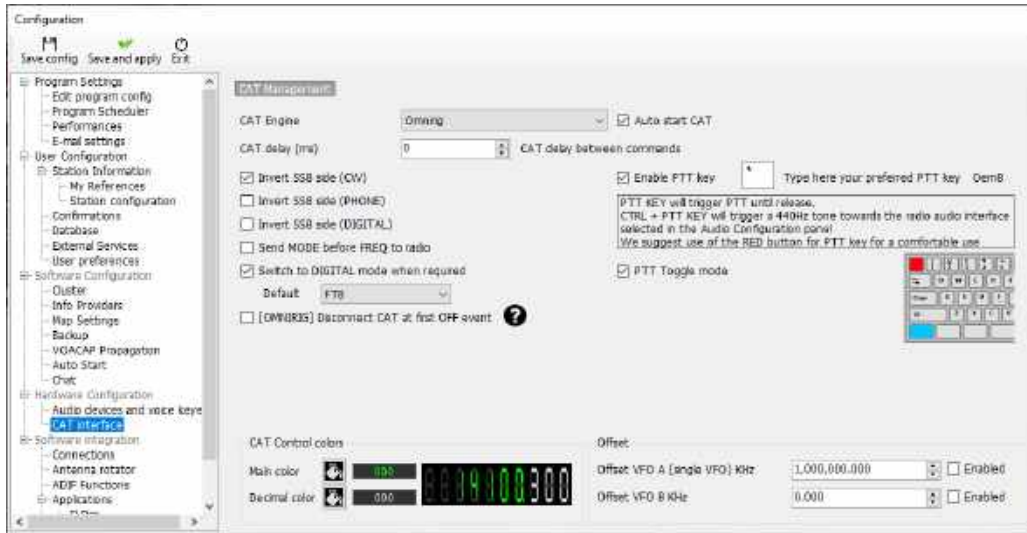 Configuration
Save config Save and apply Exit
Program Settings
Edit program config
Program Scheduler
Performances
E-mail settings
User Configuration
Station Information
My References
Station configuration
Confirmations
Database
External Services
User preferences
Software Configuration
Cluster
Info Providers
Map Settings
Backup
VOACAP Propagation
Auto Start
Chat
Hardware Configuration
Audio devices and voice keye
CAT interface
Software integration
Connections
Antenna rotator
ADIF Functions
Applications
CAT Management
CAT Engine Omnirig Auto start CAT
CAT delay (ms) 0 CAT delay between commands
Invert SSB side (CW)
Invert SSB side (PHONE)
Invert SSB side (DIGITAL)
Send MODE before FREQ to radio
Switch to DIGITAL mode when required
Default FT8
[OMNIRIG] Disconnect CAT at first OFF event ?
Enable PTT key Type here your preferred PTT key Oem8
PTT KEY will trigger PTT until release.
CTRL + PTT KEY will trigger a 440Hz tone towards the radio audio interface
selected in the Audio Configuration panel
We suggest use of the RED button for PTT key for a comfortable use
PTT Toggle mode
CAT Control colors
Main color 000
Decimal color 000
14100300
Offset
Offset VFO A (single VFO) KHz 1,000,000.000 Enabled
Offset VFO B KHz 0.000 Enabled